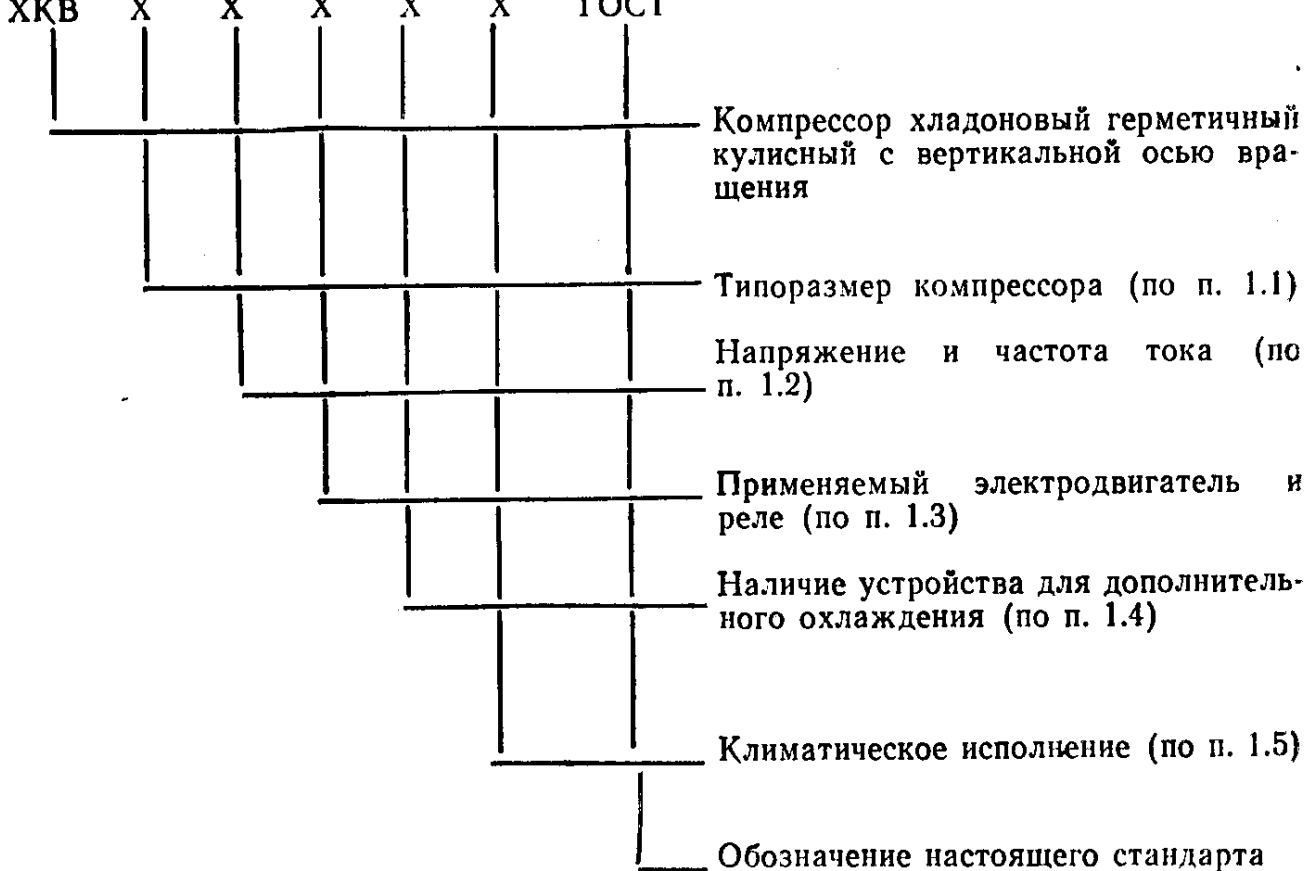 ХКВ Х Х Х Х Х ГОСТ
Компрессор хладоновый герметичный
кулисный с вертикальной осью вра-
щения
Типоразмер компрессора (по п. 1.1)
Напряжение и частота тока (по
п. 1.2)
Применяемый электродвигатель и
реле (по п. 1.3)
Наличие устройства для дополнитель-
ного охлаждения (по п. 1.4)
Климатическое исполнение (по п. 1.5)
Обозначение настоящего стандарта